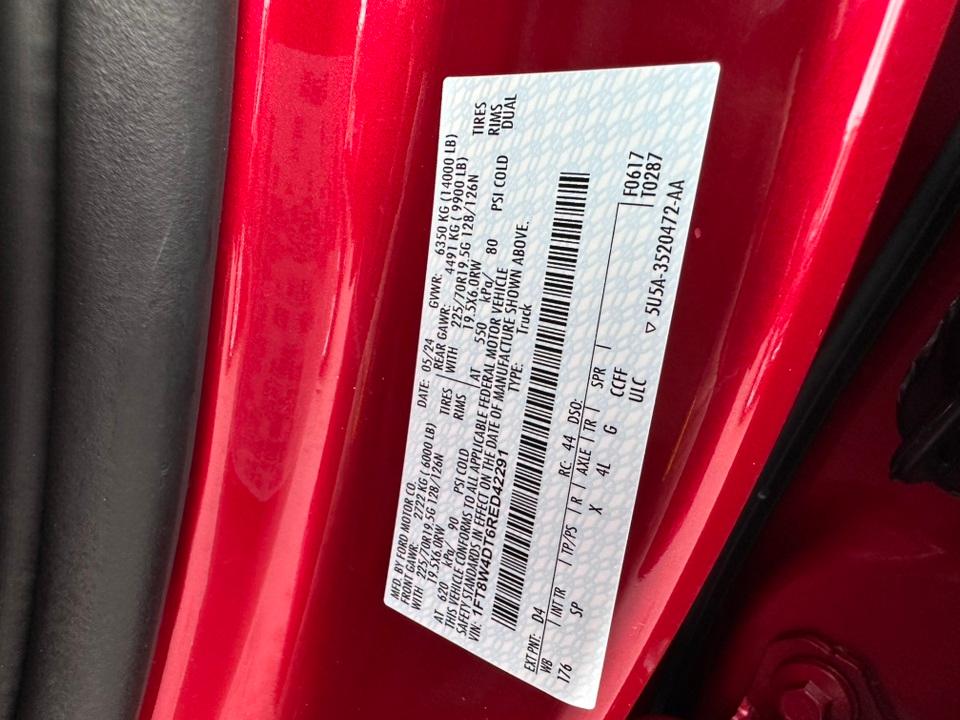 MFD. BY FORD MOTOR CO.
DATE: 05/24 GVWR: 6350 KG (14000 LB)
FRONT GAWR: 2722 KG ( 6000 LB) REAR GAWR: 4491 KG ( 9900 LB)
WITH 225/70R19.5G 128/126N TIRES WITH 225/70R19.5G 128/126N TIRES
19.5X6.0RW RIMS 19.5X6.0RW RIMS
AT 620 kPa/ 90 PSI COLD AT 550 kPa/ 80 PSI COLD DUAL
THIS VEHICLE CONFORMS TO ALL APPLICABLE FEDERAL MOTOR VEHICLE
SAFETY STANDARDS IN EFFECT ON THE DATE OF MANUFACTURE SHOWN ABOVE.
VIN: 1FT8W4DT6RED42291 TYPE: Truck
EXT PNT: D4 RC: 44 DSO: F0617
WB INT TR TP/PS R AXLE TR SPR T0287
176 SP X 4L G CCFF
ULC ▽ 5U5A-3520472-AA